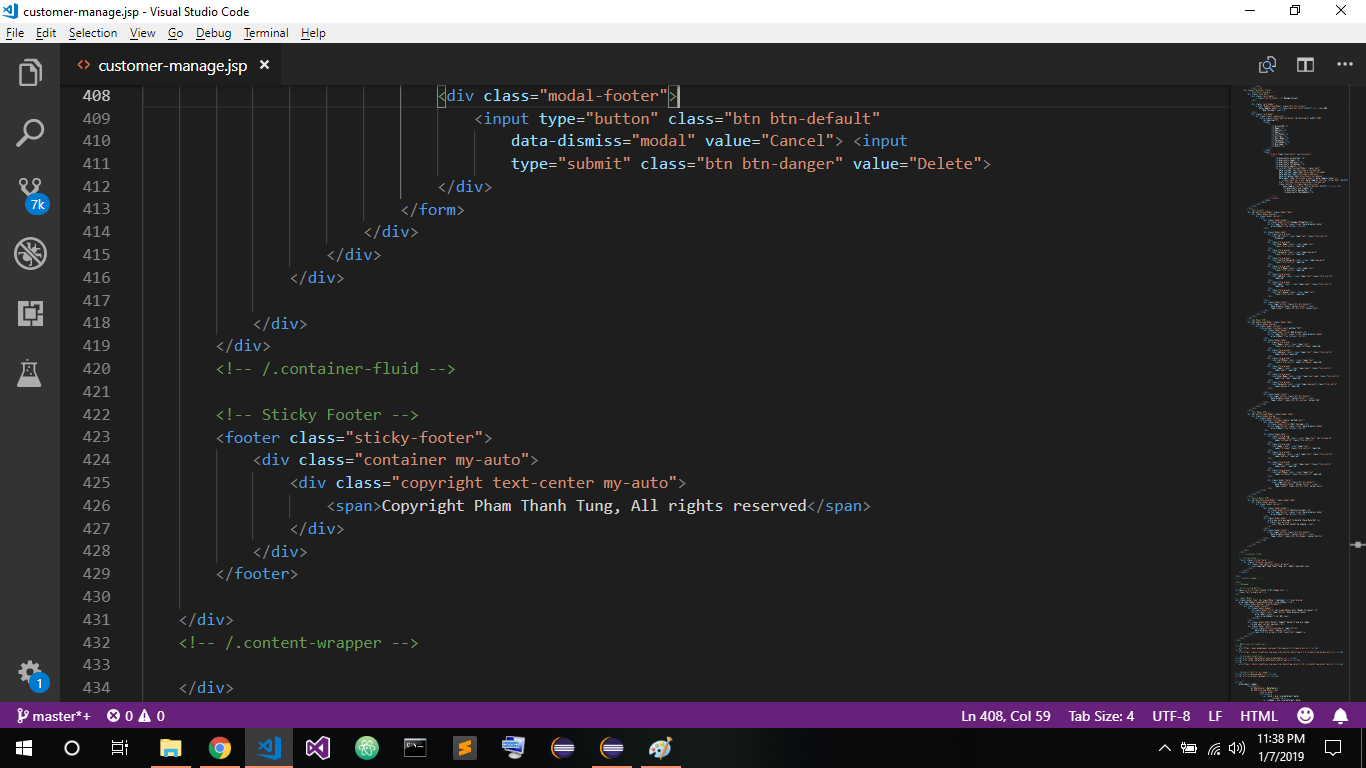 customer-manage.jsp - Visual Studio Code
File Edit Selection View Go Debug Terminal Help
<> customer-manage.jsp ×
408 <div class="modal-footer">
409 <input type="button" class="btn btn-default"
410 data-dismiss="modal" value="Cancel"> <input
411 type="submit" class="btn btn-danger" value="Delete">
412 </div>
413 </form>
414 </div>
415 </div>
416 </div>
417
418 </div>
419 </div>
420 <!-- /.container-fluid -->
421
422 <!-- Sticky Footer -->
423 <footer class="sticky-footer">
424 <div class="container my-auto">
425 <div class="copyright text-center my-auto">
426 <span>Copyright Pham Thanh Tung, All rights reserved</span>
427 </div>
428 </div>
429 </footer>
430
431 </div>
432 <!-- /.content-wrapper -->
433
434 </div>
7k
1
master*+ 0 0 Ln 408, Col 59 Tab Size: 4 UTF-8 LF HTML
11:38 PM
1/7/2019